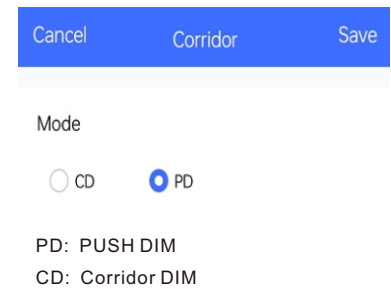 Cancel Corridor Save
Mode
CD PD
PD: PUSH DIM
CD: Corridor DIM